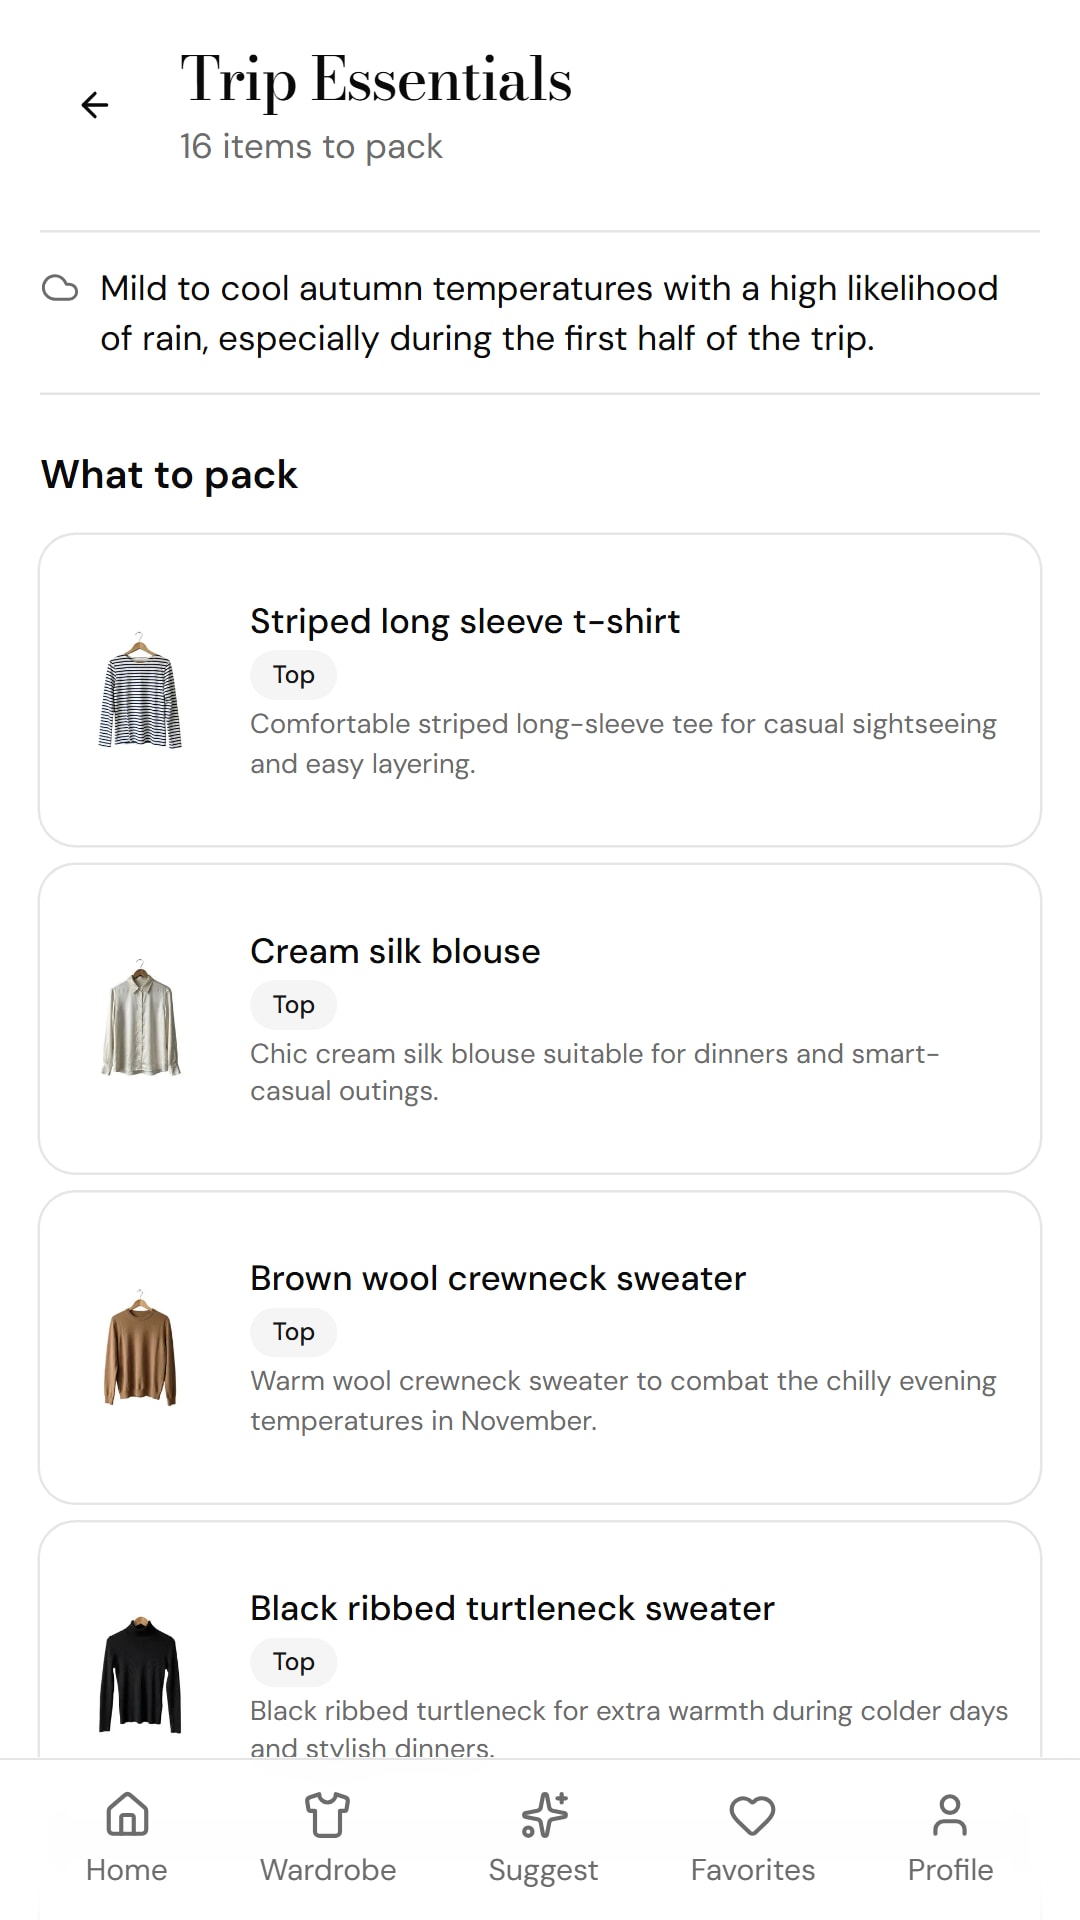 Trip Essentials
16 items to pack
Mild to cool autumn temperatures with a high likelihood
of rain, especially during the first half of the trip.
What to pack
Striped long sleeve t-shirt
Top
Comfortable striped long-sleeve tee for casual sightseeing
and easy layering.
Cream silk blouse
Top
Chic cream silk blouse suitable for dinners and smart-
casual outings.
Brown wool crewneck sweater
Top
Warm wool crewneck sweater to combat the chilly evening
temperatures in November.
Black ribbed turtleneck sweater
Top
Black ribbed turtleneck for extra warmth during colder days
and stylish dinners.
Home
Wardrobe
Suggest
Favorites
Profile